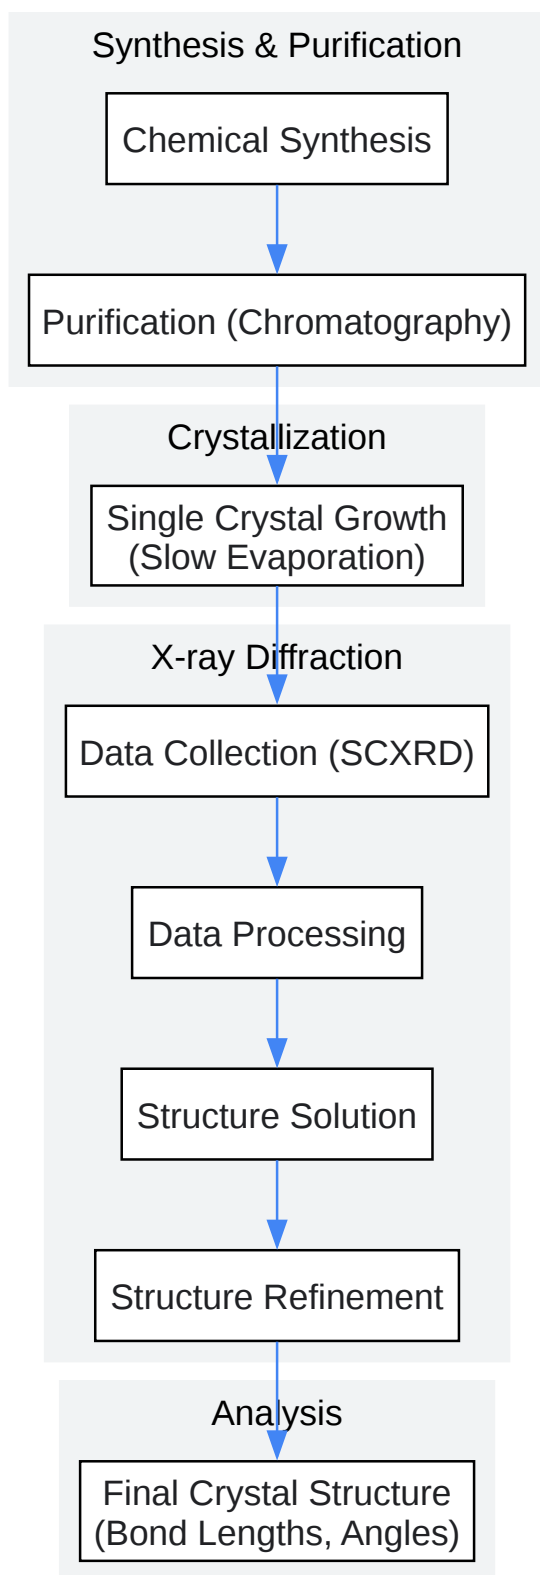 Synthesis & Purification
Chemical Synthesis
Purification (Chromatography)
Crystallization
Single Crystal Growth
(Slow Evaporation)
X-ray Diffraction
Data Collection (SCXRD)
Data Processing
Structure Solution
Structure Refinement
Analysis
Final Crystal Structure
(Bond Lengths, Angles)